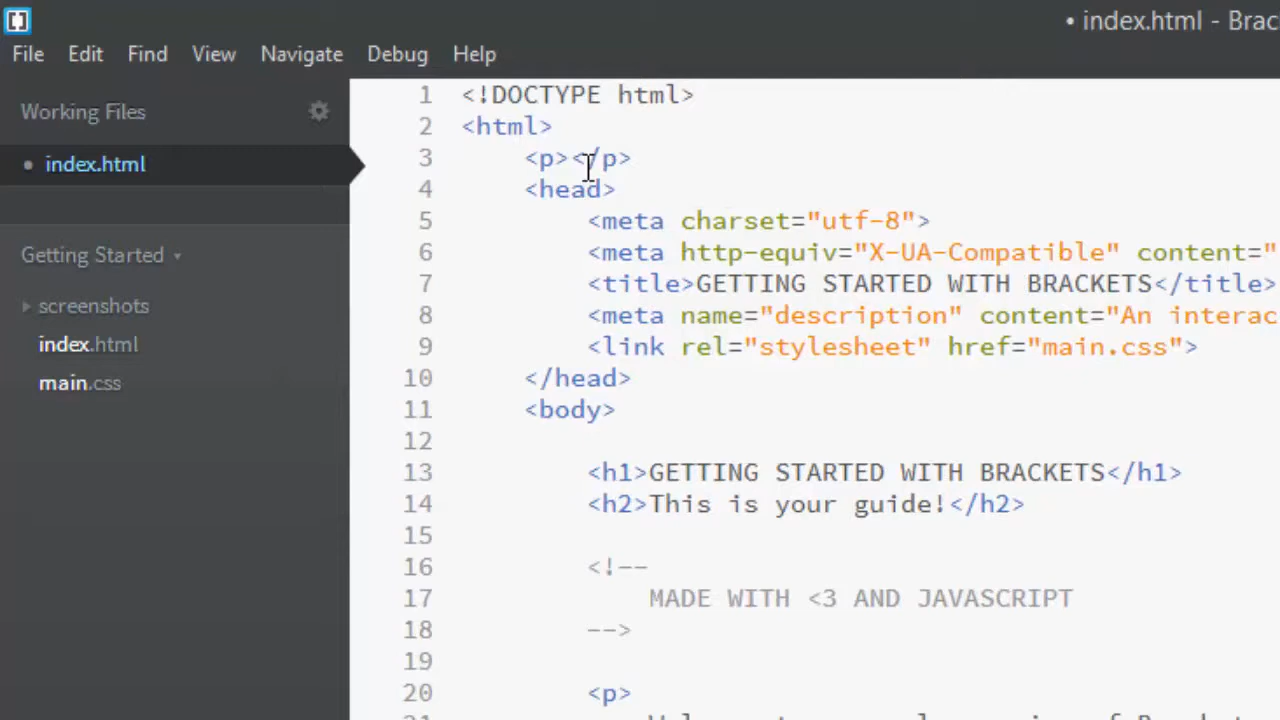 • index.html - Brac
File Edit Find View Navigate Debug Help
Working Files
• index.html
Getting Started
screenshots
index.html
main.css
1 <!DOCTYPE html>
2 <html>
3 <p></p>
4 <head>
5 <meta charset="utf-8">
6 <meta http-equiv="X-UA-Compatible" content="
7 <title>GETTING STARTED WITH BRACKETS</title>
8 <meta name="description" content="An interac
9 <link rel="stylesheet" href="main.css">
10 </head>
11 <body>
12
13 <h1>GETTING STARTED WITH BRACKETS</h1>
14 <h2>This is your guide!</h2>
15
16 <!--
17 MADE WITH <3 AND JAVASCRIPT
18 -->
19
20 <p>